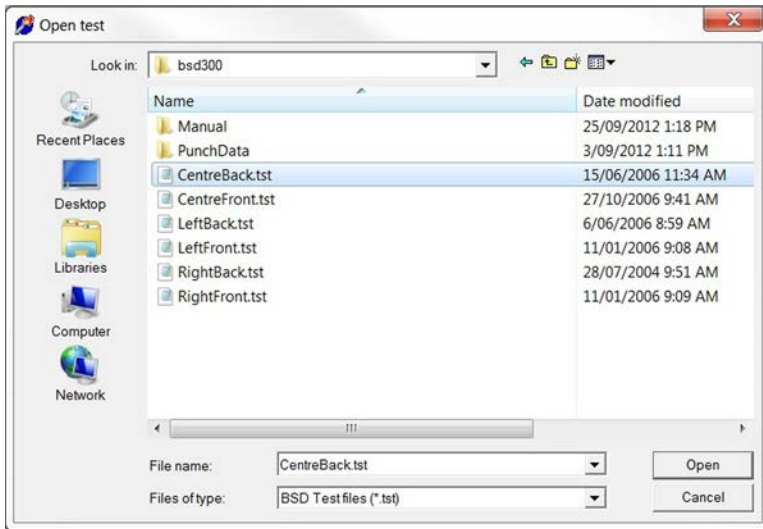 Open test
Look in: bsd300
Name Date modified
Manual 25/09/2012 1:18 PM
PunchData 3/09/2012 1:11 PM
CentreBack.tst 15/06/2006 11:34 AM
CentreFront.tst 27/10/2006 9:41 AM
LeftBack.tst 6/06/2006 8:59 AM
LeftFront.tst 11/01/2006 9:08 AM
RightBack.tst 28/07/2004 9:51 AM
RightFront.tst 11/01/2006 9:09 AM
Recent Places
Desktop
Libraries
Computer
Network
File name: CentreBack.tst Open
Files of type: BSD Test files (*.tst) Cancel